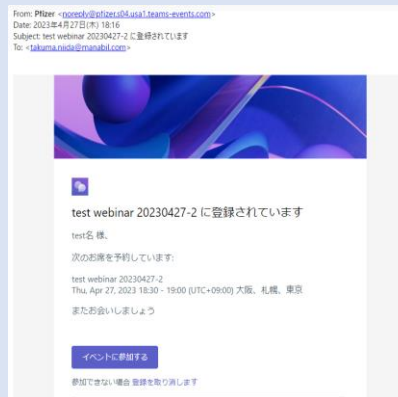 From: Pfizer <noreply@pfizer.s04.usa1.teams-events.com>
Date: 2023年4月27日(木) 18:16
Subject: test webinar 20230427-2 に登録されています
To: <takuma.niida@manabil.com>
test webinar 20230427-2 に登録されています
test名 様、
次のお席を予約しています:
test webinar 20230427-2
Thu, Apr 27, 2023 18:30 - 19:00 (UTC+09:00) 大阪、札幌、東京
またお会いしましょう
イベントに参加する
参加できない場合 登録を取り消します